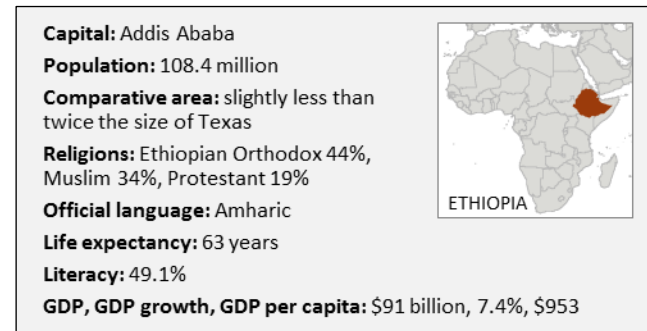 Capital: Addis Ababa
Population: 108.4 million
Comparative area: slightly less than
twice the size of Texas
Religions: Ethiopian Orthodox 44%,
Muslim 34%, Protestant 19%
Official language: Amharic
Life expectancy: 63 years
Literacy: 49.1%
GDP, GDP growth, GDP per capita: $91 billion, 7.4%, $953
ETHIOPIA